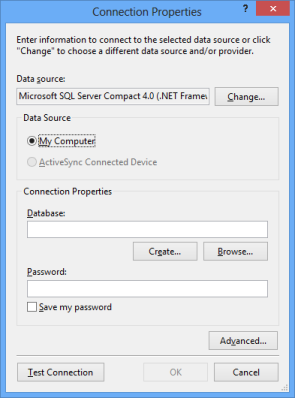 Connection Properties
?
Enter information to connect to the selected data source or click
"Change" to choose a different data source and/or provider.
Data source:
Microsoft SQL Server Compact 4.0 (.NET Framew
Change...
Data Source
My Computer
ActiveSync Connected Device
Connection Properties
Database:
Create...
Browse...
Password:
Save my password
Advanced...
Test Connection
OK
Cancel